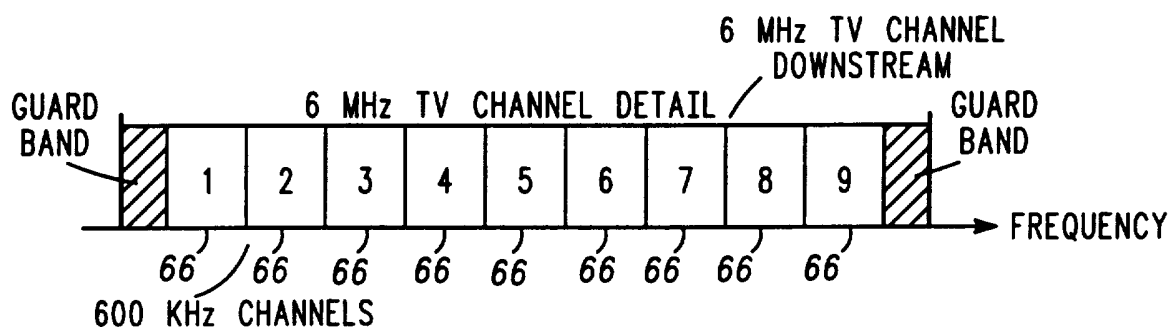 6 MHz TV CHANNEL
DOWNSTREAM
GUARD
BAND
6 MHz TV CHANNEL DETAIL
GUARD
BAND
1 2 3 4 5 6 7 8 9
FREQUENCY
66 66 66 66 66 66 66 66 66
600 KHz CHANNELS